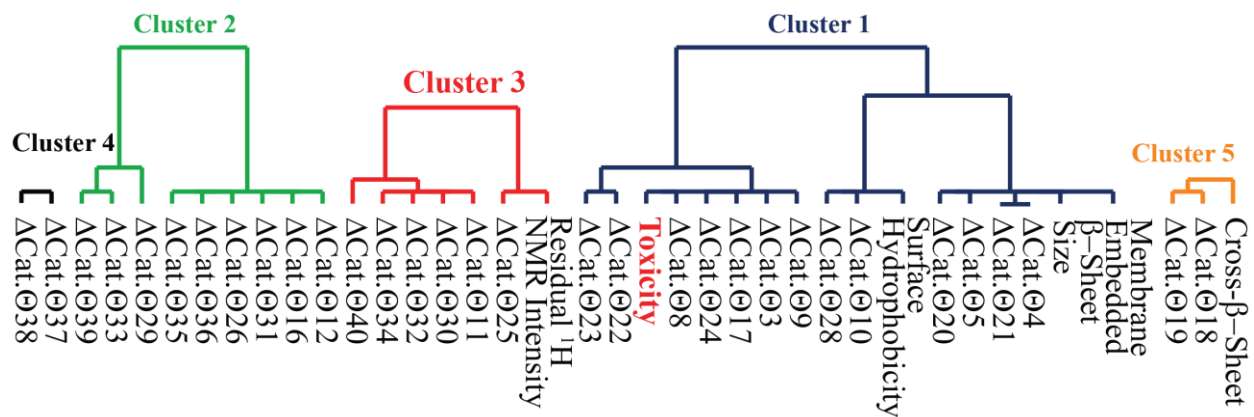 Cluster 2
Cluster 1
Cluster 3
Cluster 4
Cluster 5
ΔCat.Θ38
ΔCat.Θ37
ΔCat.Θ39
ΔCat.Θ33
ΔCat.Θ29
ΔCat.Θ35
ΔCat.Θ36
ΔCat.Θ26
ΔCat.Θ31
ΔCat.Θ16
ΔCat.Θ12
ΔCat.Θ40
ΔCat.Θ34
ΔCat.Θ32
ΔCat.Θ30
ΔCat.Θ11
ΔCat.Θ25
Residual ¹H
NMR Intensity
ΔCat.Θ23
ΔCat.Θ22
Toxicity
ΔCat.Θ8
ΔCat.Θ24
ΔCat.Θ17
ΔCat.Θ3
ΔCat.Θ9
ΔCat.Θ28
ΔCat.Θ10
Surface
Hydrophobicity
ΔCat.Θ20
ΔCat.Θ5
ΔCat.Θ21
ΔCat.Θ4
Size
Membrane
Embedded
β−Sheet
ΔCat.Θ19
ΔCat.Θ18
Cross-β−Sheet